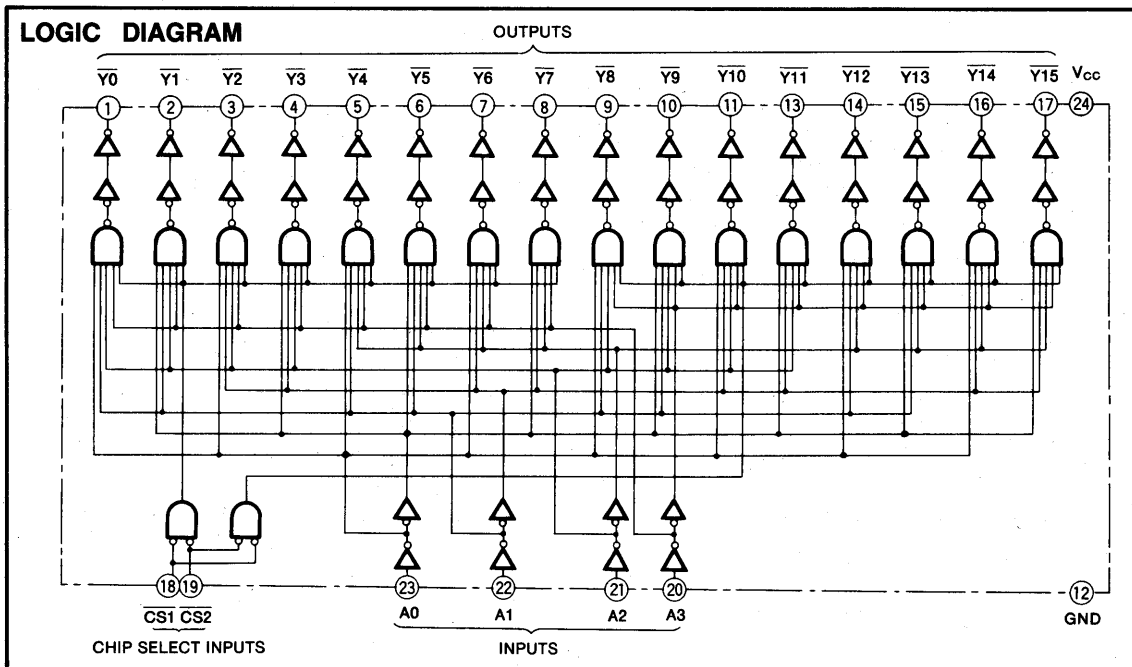 LOGIC DIAGRAM
OUTPUTS
Y0 Y1 Y2 Y3 Y4 Y5 Y6 Y7 Y8 Y9 Y10 Y11 Y12 Y13 Y14 Y15 VCC
1 2 3 4 5 6 7 8 9 10 11 13 14 15 16 17 24
18 19 23 22 21 20 12
CS1 CS2 A0 A1 A2 A3 GND
CHIP SELECT INPUTS INPUTS